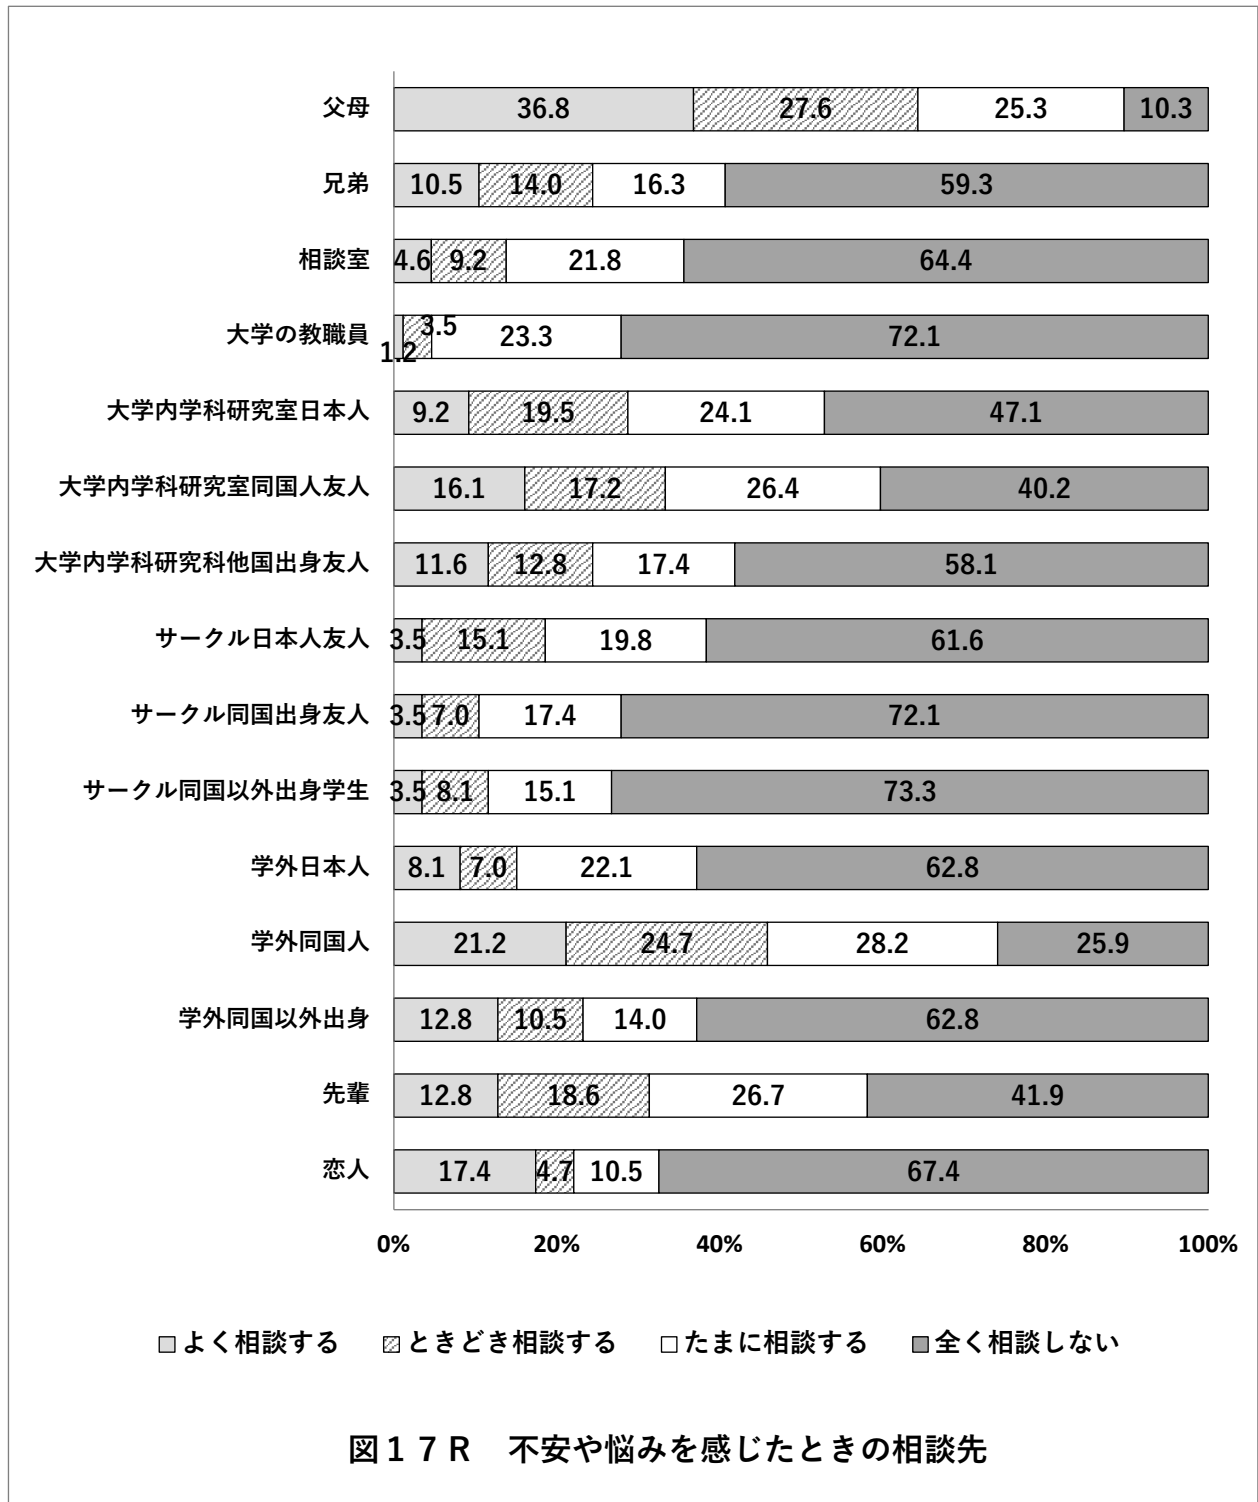 父母 36.8 27.6 25.3 10.3
兄弟 10.5 14.0 16.3 59.3
相談室 4.6 9.2 21.8 64.4
大学の教職員 1.2 3.5 23.3 72.1
大学内学科研究室日本人 9.2 19.5 24.1 47.1
大学内学科研究室同国人友人 16.1 17.2 26.4 40.2
大学内学科研究科他国出身友人 11.6 12.8 17.4 58.1
サークル日本人友人 3.5 15.1 19.8 61.6
サークル同国出身友人 3.5 7.0 17.4 72.1
サークル同国以外出身学生 3.5 8.1 15.1 73.3
学外日本人 8.1 7.0 22.1 62.8
学外同国人 21.2 24.7 28.2 25.9
学外同国以外出身 12.8 10.5 14.0 62.8
先輩 12.8 18.6 26.7 41.9
恋人 17.4 4.7 10.5 67.4
0% 20% 40% 60% 80% 100%
よく相談する ときどき相談する たまに相談する 全く相談しない
図17R　不安や悩みを感じたときの相談先